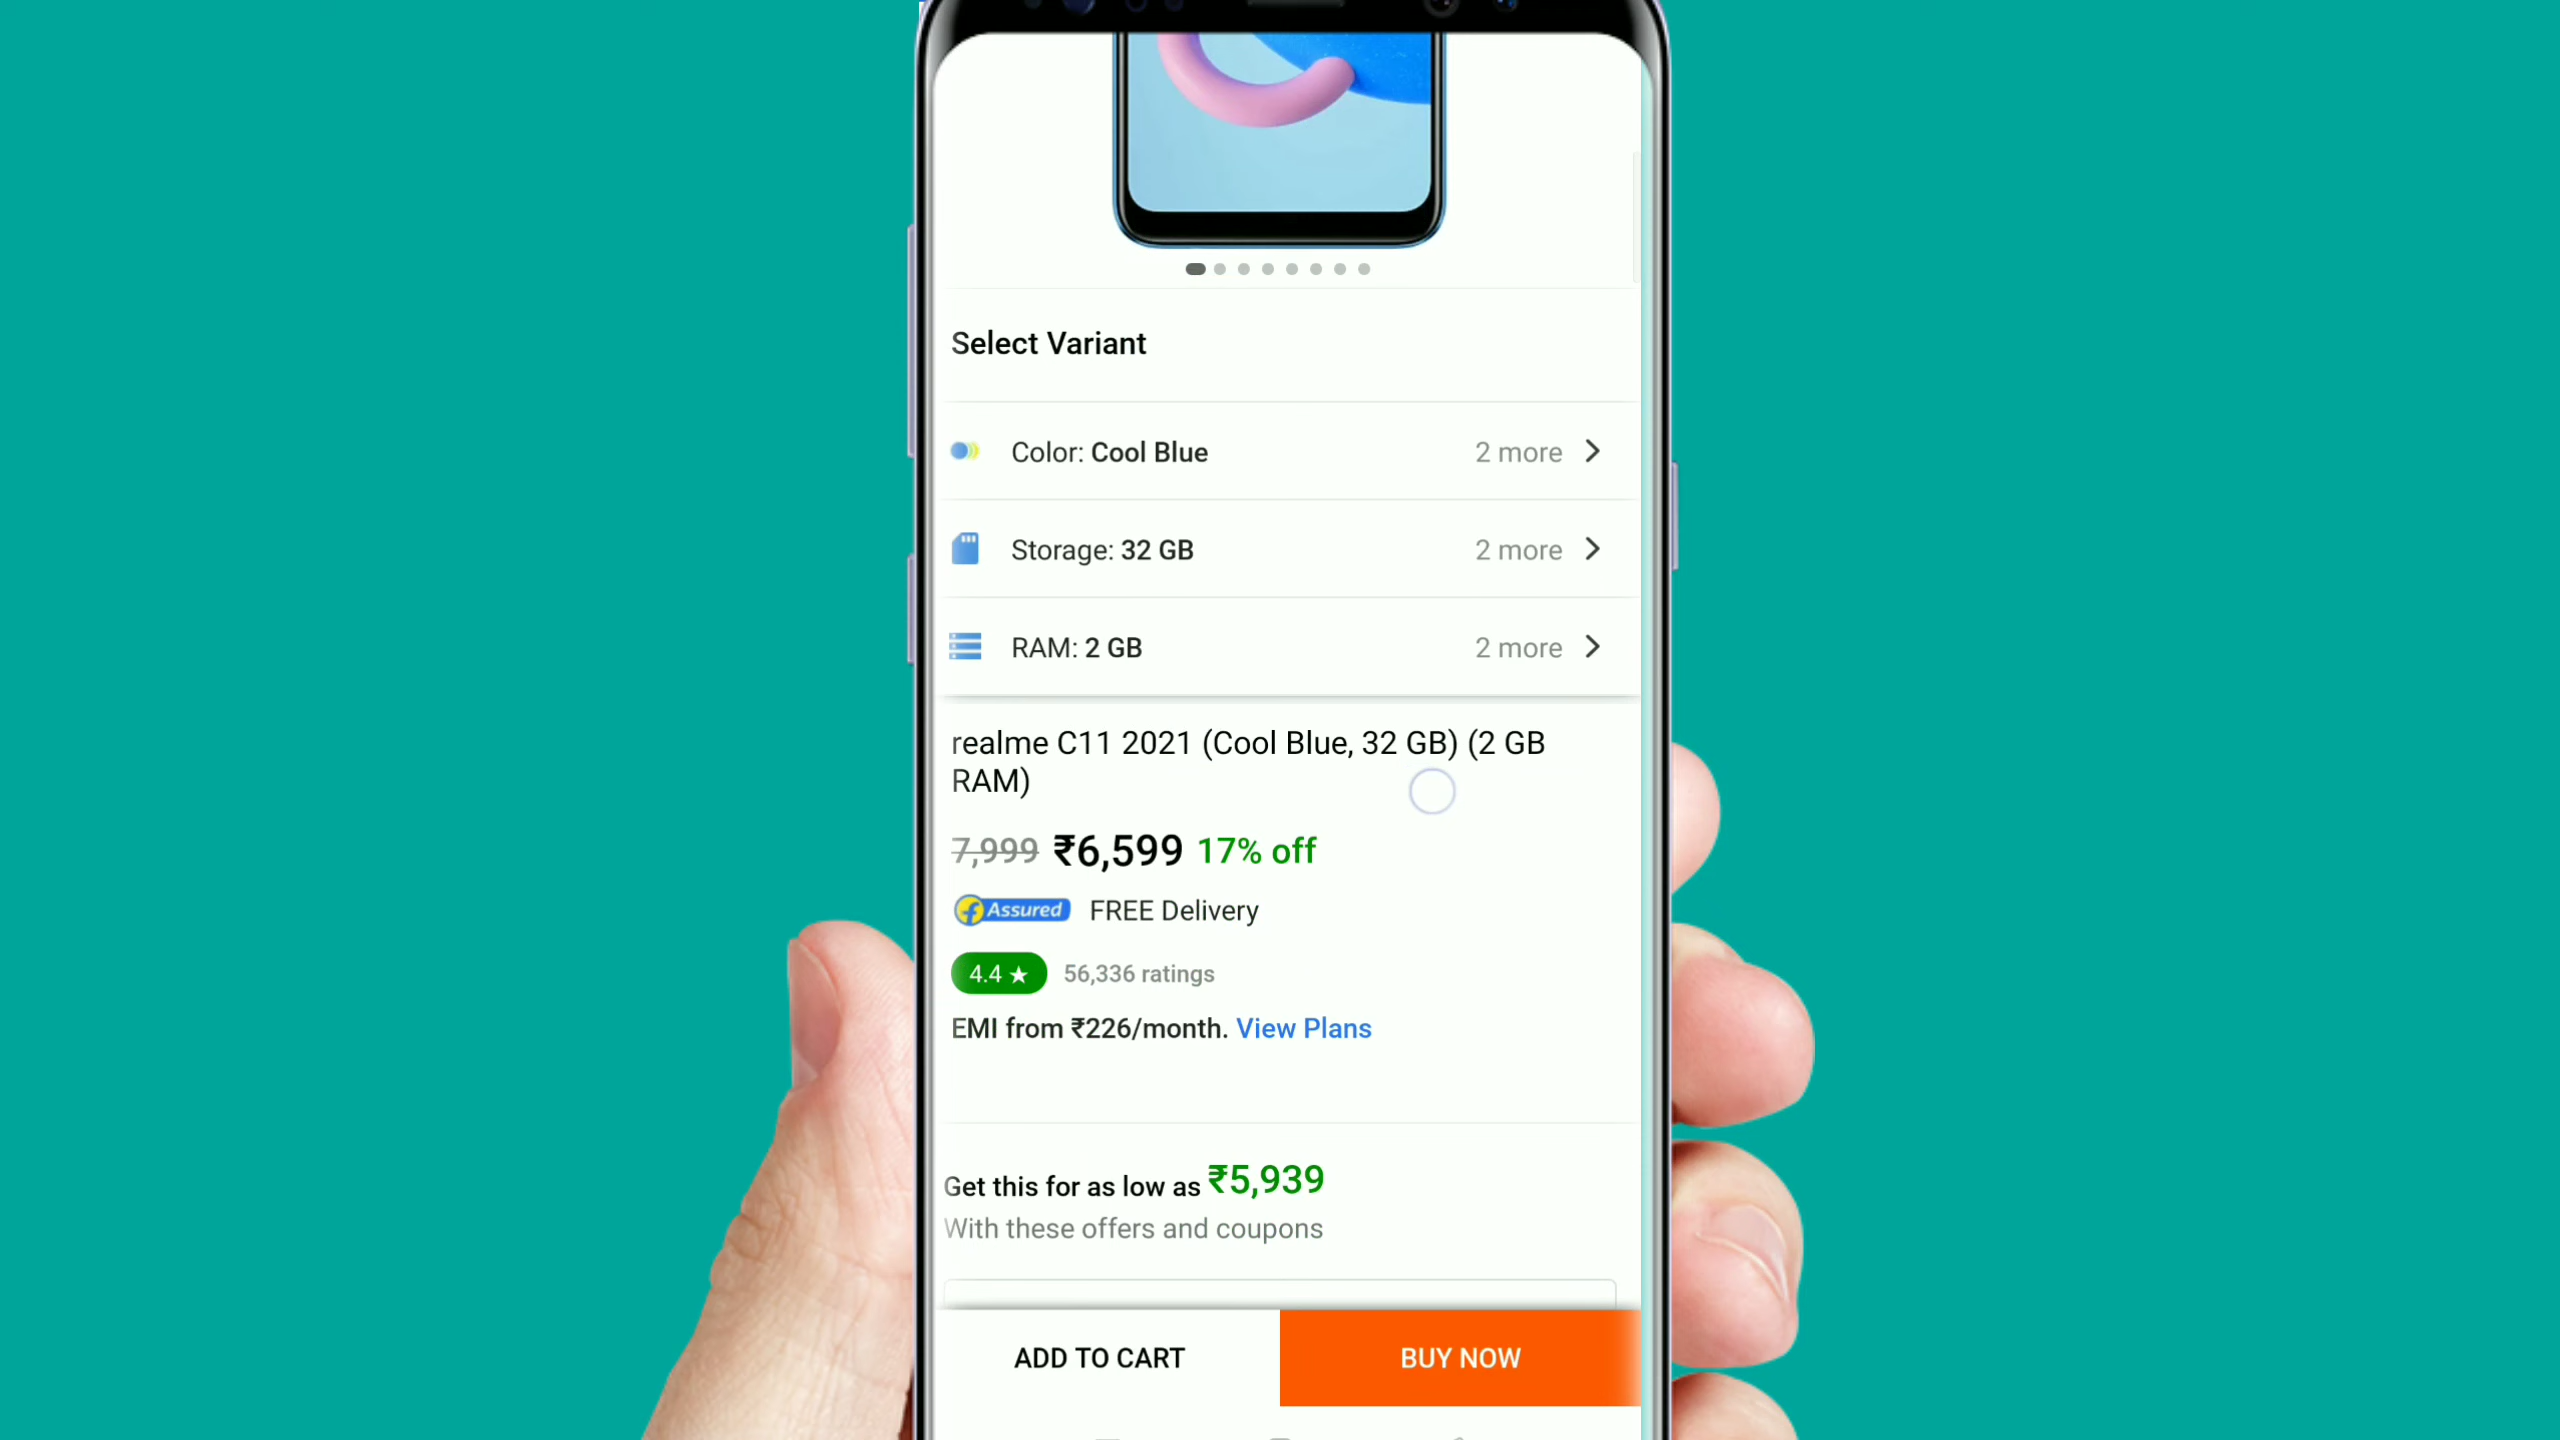 Select Variant
Color: Cool Blue 2 more
Storage: 32 GB 2 more
RAM: 2 GB 2 more
realme C11 2021 (Cool Blue, 32 GB) (2 GB
RAM)
7,999 ₹6,599 17% off
Assured FREE Delivery
4.4 ★ 56,336 ratings
EMI from ₹226/month. View Plans
Get this for as low as ₹5,939
With these offers and coupons
ADD TO CART BUY NOW